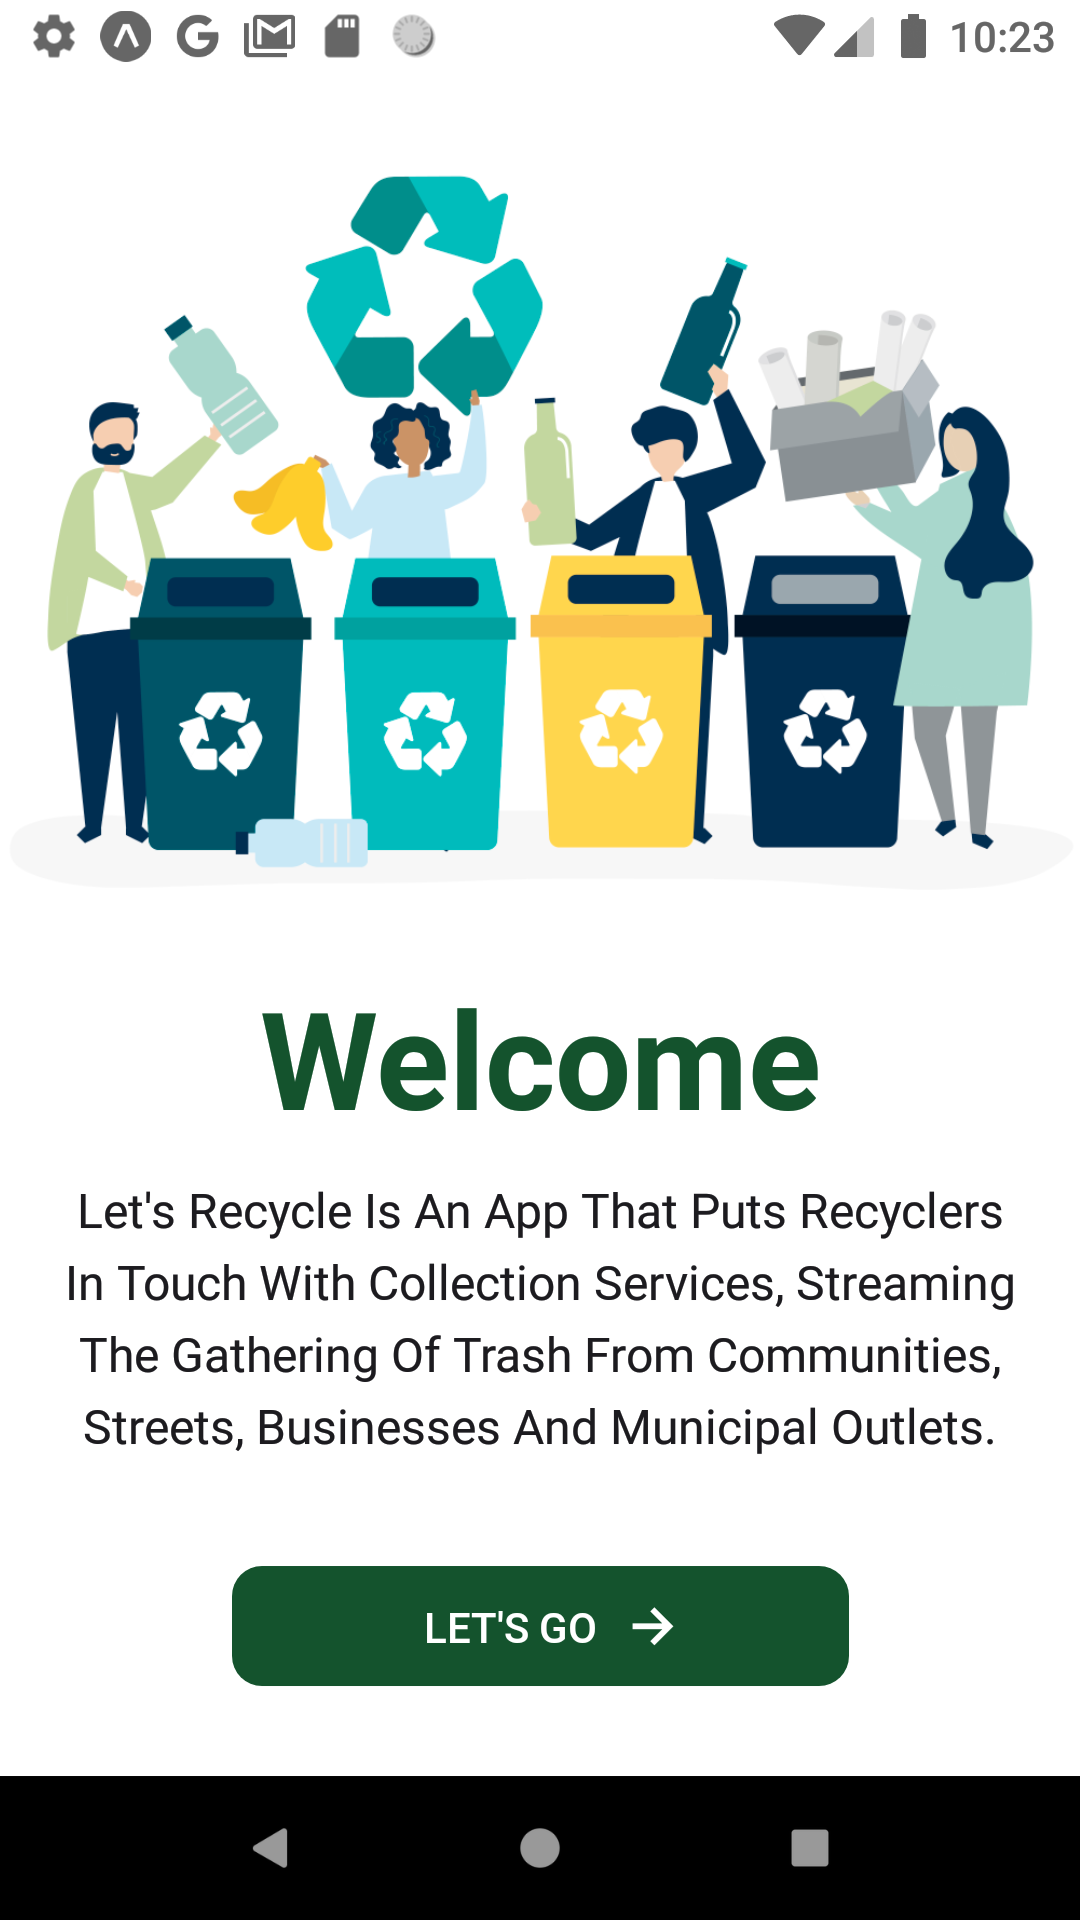 10:23
Welcome
Let's Recycle Is An App That Puts Recyclers
In Touch With Collection Services, Streaming
The Gathering Of Trash From Communities,
Streets, Businesses And Municipal Outlets.
LET'S GO